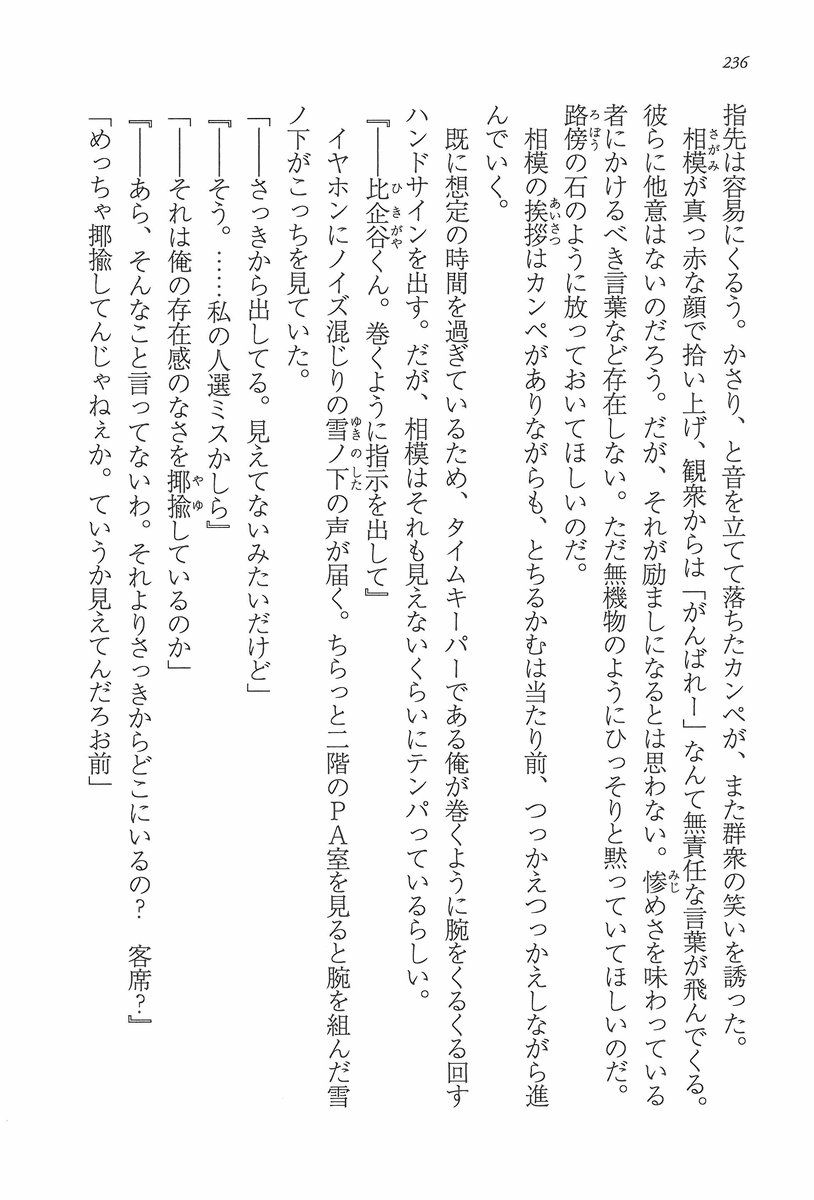 236
指先は容易にくるう。かさり、と音を立てて落ちたカンペが、また群衆の笑いを誘った。
相模が真っ赤な顔で拾い上げ、観衆からは「がんばれー」なんて無責任な言葉が飛んでくる。
彼らに他意はないのだろう。だが、それが励ましになるとは思わない。惨めさを味わっている
者にかけるべき言葉など存在しない。ただ無機物のようにひっそりと黙っていてほしいのだ。
路傍の石のように放っておいてほしいのだ。
相模の挨拶はカンペがありながらも、とちるかむは当たり前、つっかえつっかえしながら進
んでいく。
既に想定の時間を過ぎているため、タイムキーパーである俺が巻くように腕をくるくる回す
ハンドサインを出す。だが、相模はそれも見えないくらいにテンパっているらしい。
『――比企谷くん。巻くように指示を出して』
イヤホンにノイズ混じりの雪ノ下の声が届く。ちらっと二階のPA室を見ると腕を組んだ雪
ノ下がこっちを見ていた。
「――さっきから出してる。見えてないみたいだけど」
『――そう。……私の人選ミスかしら』
「――それは俺の存在感のなさを揶揄しているのか」
『――あら、そんなこと言ってないわ。それよりさっきからどこにいるの？　客席？』
「めっちゃ揶揄してんじゃねぇか。ていうか見えてんだろお前」